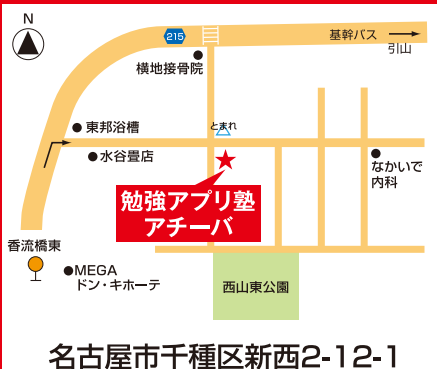 N
215
基幹バス
引山
横地接骨院
とまれ
東邦浴槽
水谷畳店
なかいで
内科
勉強アプリ塾
アチーバ
香流橋東
MEGA
ドン・キホーテ
西山東公園
名古屋市千種区新西2-12-1